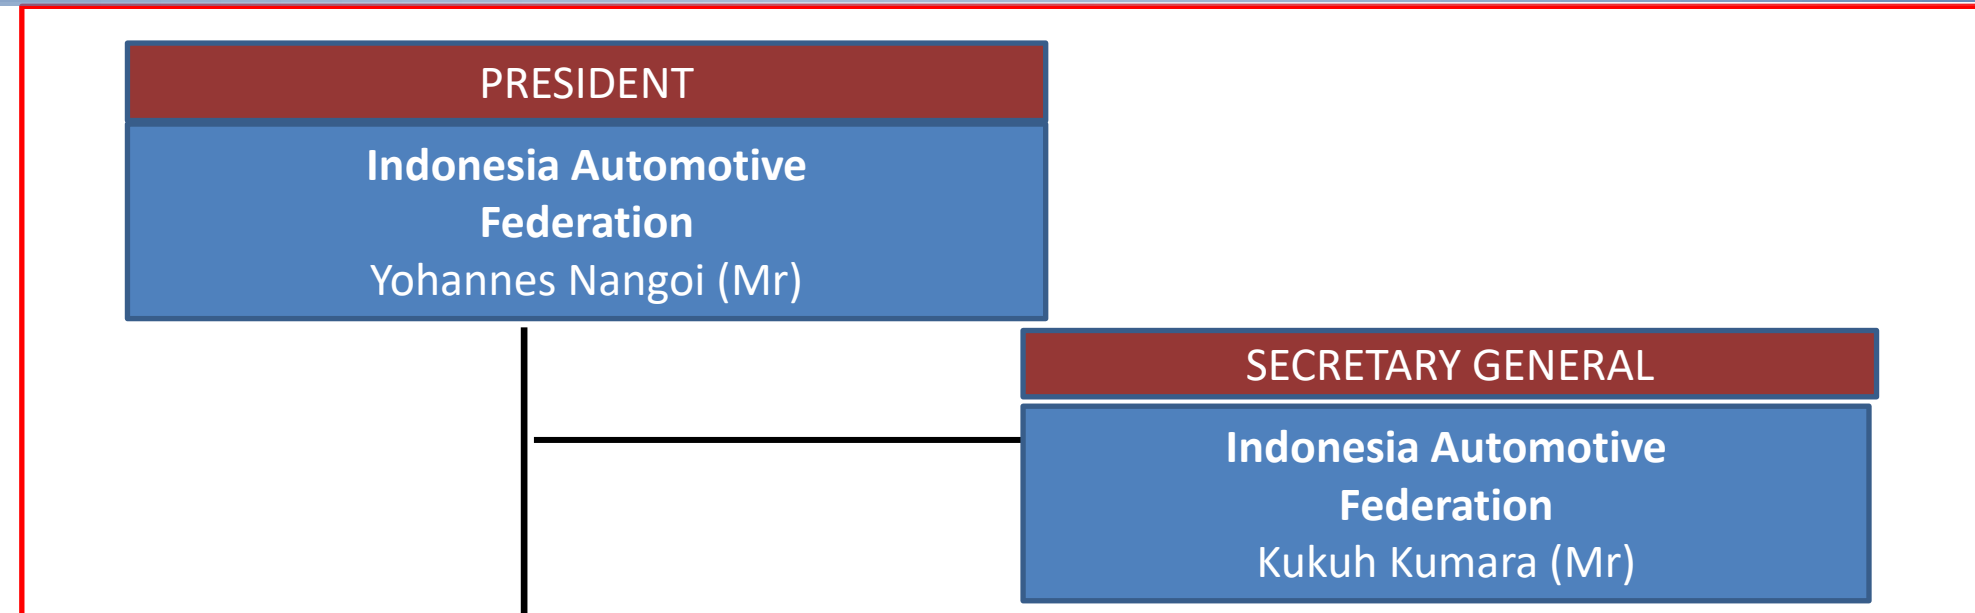 PRESIDENT
Indonesia Automotive
Federation
Yohannes Nangoi (Mr)
SECRETARY GENERAL
Indonesia Automotive
Federation
Kukuh Kumara (Mr)